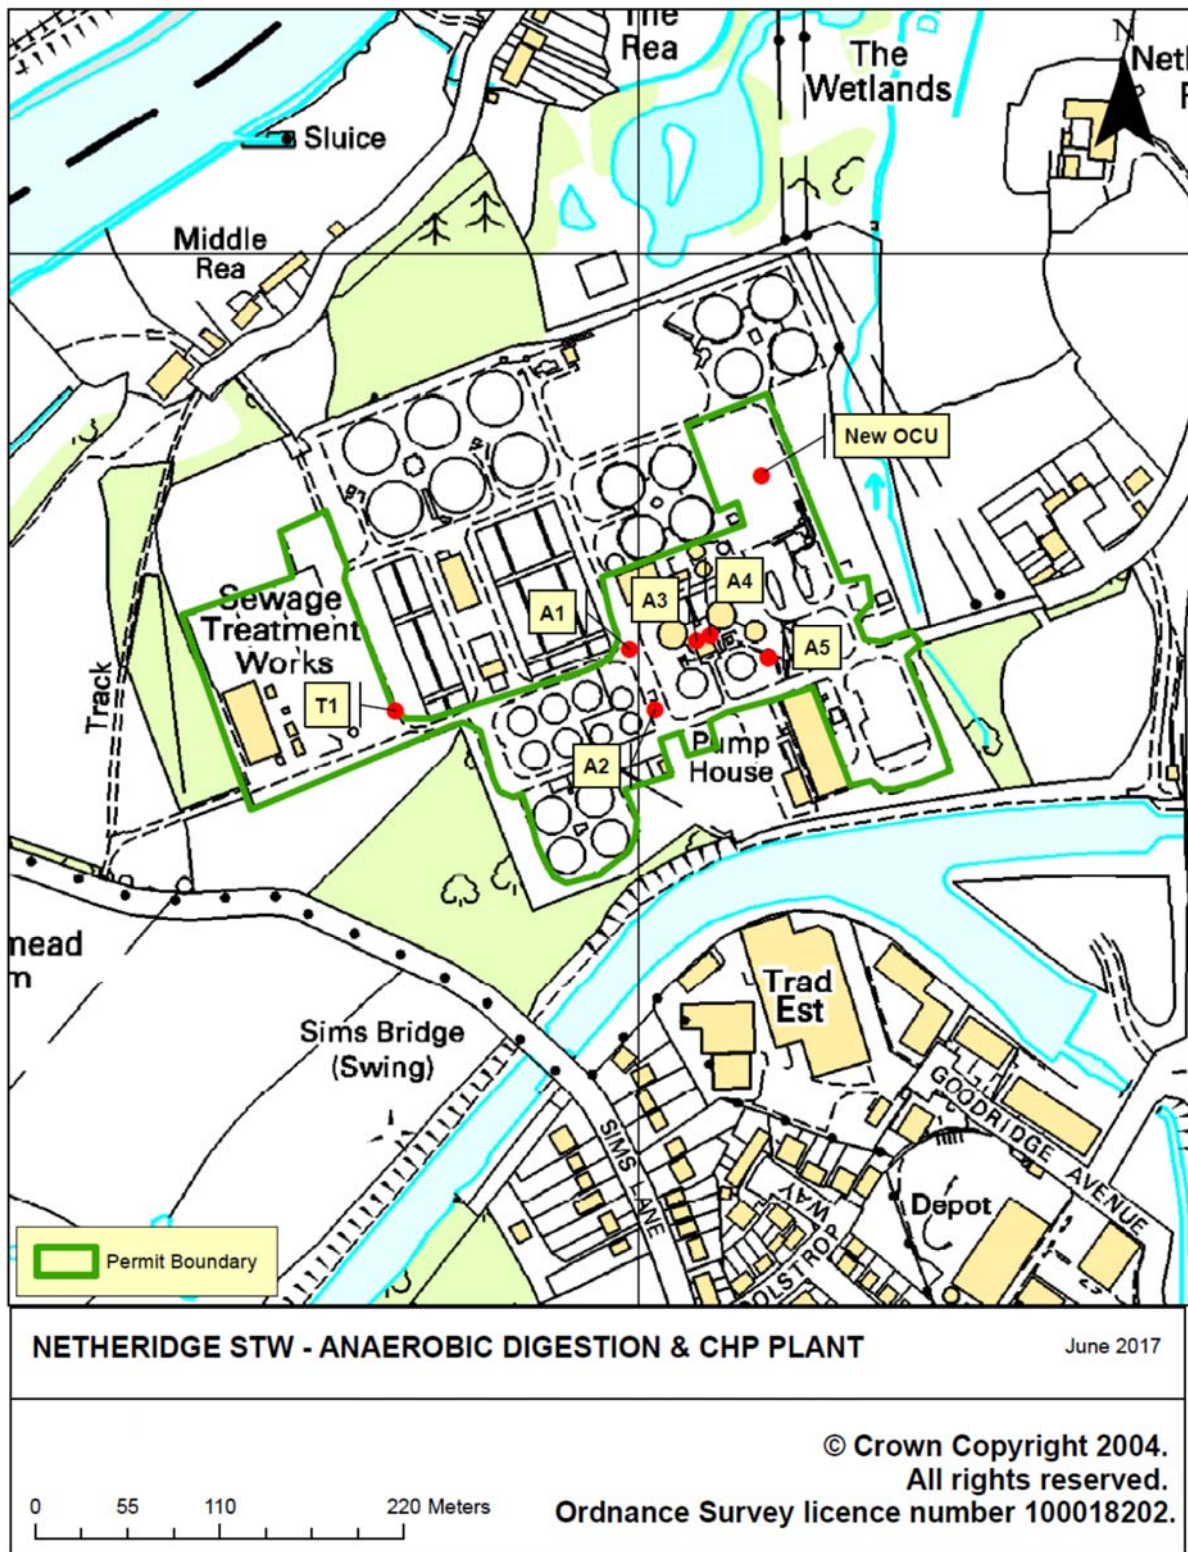 The
Rea
The
Wetlands
N
Sluice
Middle
Rea
New OCU
Sewage
Treatment
Works
A1
A3
A4
A5
T1
A2
Track
Pump
House
Trad
Est
Sims Bridge
(Swing)
SIMS LANE
GOODRIDGE AVENUE
WAY
Depot
Permit Boundary
NETHERIDGE STW - ANAEROBIC DIGESTION & CHP PLANT
June 2017
© Crown Copyright 2004.
All rights reserved.
Ordnance Survey licence number 100018202.
0 55 110 220 Meters